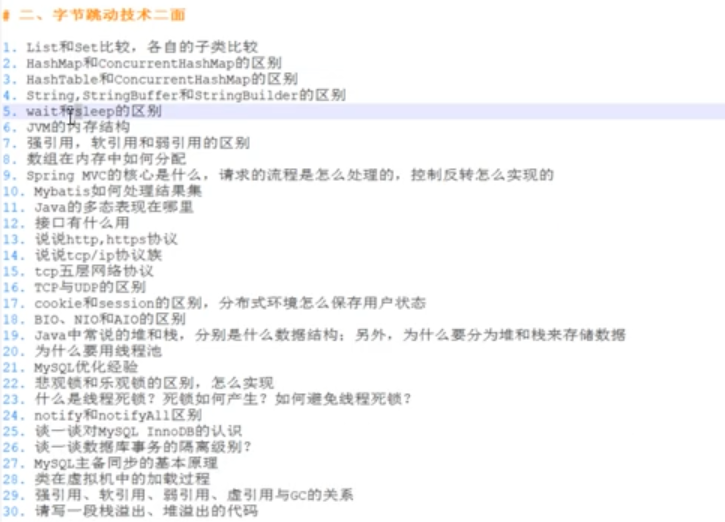 # 二、字节跳动技术二面
1. List和Set比较，各自的子类比较
2. HashMap和ConcurrentHashMap的区别
3. HashTable和ConcurrentHashMap的区别
4. String,StringBuffer和StringBuilder的区别
5. wait和sleep的区别
6. JVM的内存结构
7. 强引用，软引用和弱引用的区别
8. 数组在内存中如何分配
9. Spring MVC的核心是什么，请求的流程是怎么处理的，控制反转怎么实现的
10. Mybatis如何处理结果集
11. Java的多态表现在哪里
12. 接口有什么用
13. 说说http,https协议
14. 说说tcp/ip协议族
15. tcp五层网络协议
16. TCP与UDP的区别
17. cookie和session的区别，分布式环境怎么保存用户状态
18. BIO、NIO和AIO的区别
19. Java中常说的堆和栈，分别是什么数据结构；另外，为什么要分为堆和栈来存储数据
20. 为什么要用线程池
21. MySQL优化经验
22. 悲观锁和乐观锁的区别，怎么实现
23. 什么是线程死锁？死锁如何产生？如何避免线程死锁？
24. notify和notifyAll区别
25. 谈一谈对MySQL InnoDB的认识
26. 谈一谈数据库事务的隔离级别？
27. MySQL主备同步的基本原理
28. 类在虚拟机中的加载过程
29. 强引用、软引用、弱引用、虚引用与GC的关系
30. 请写一段栈溢出、堆溢出的代码